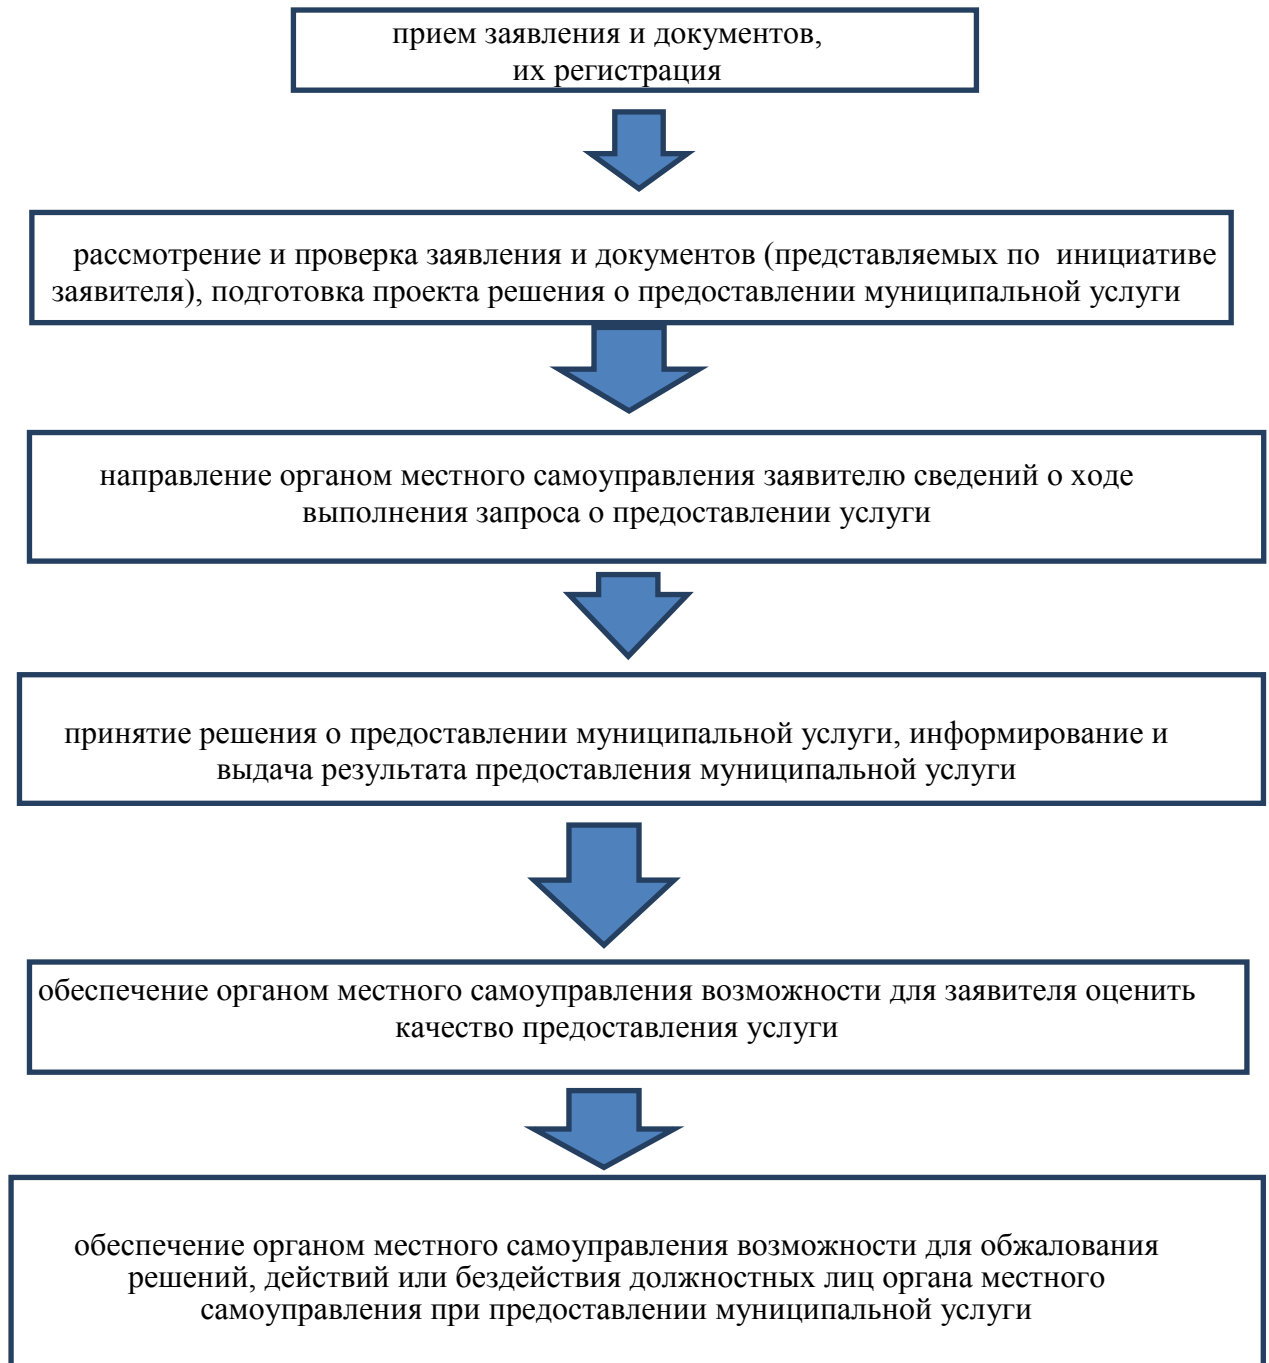 прием заявления и документов,
их регистрация
рассмотрение и проверка заявления и документов (представляемых по инициативе
заявителя), подготовка проекта решения о предоставлении муниципальной услуги
направление органом местного самоуправления заявителю сведений о ходе
выполнения запроса о предоставлении услуги
принятие решения о предоставлении муниципальной услуги, информирование и
выдача результата предоставления муниципальной услуги
обеспечение органом местного самоуправления возможности для заявителя оценить
качество предоставления услуги
обеспечение органом местного самоуправления возможности для обжалования
решений, действий или бездействия должностных лиц органа местного
самоуправления при предоставлении муниципальной услуги